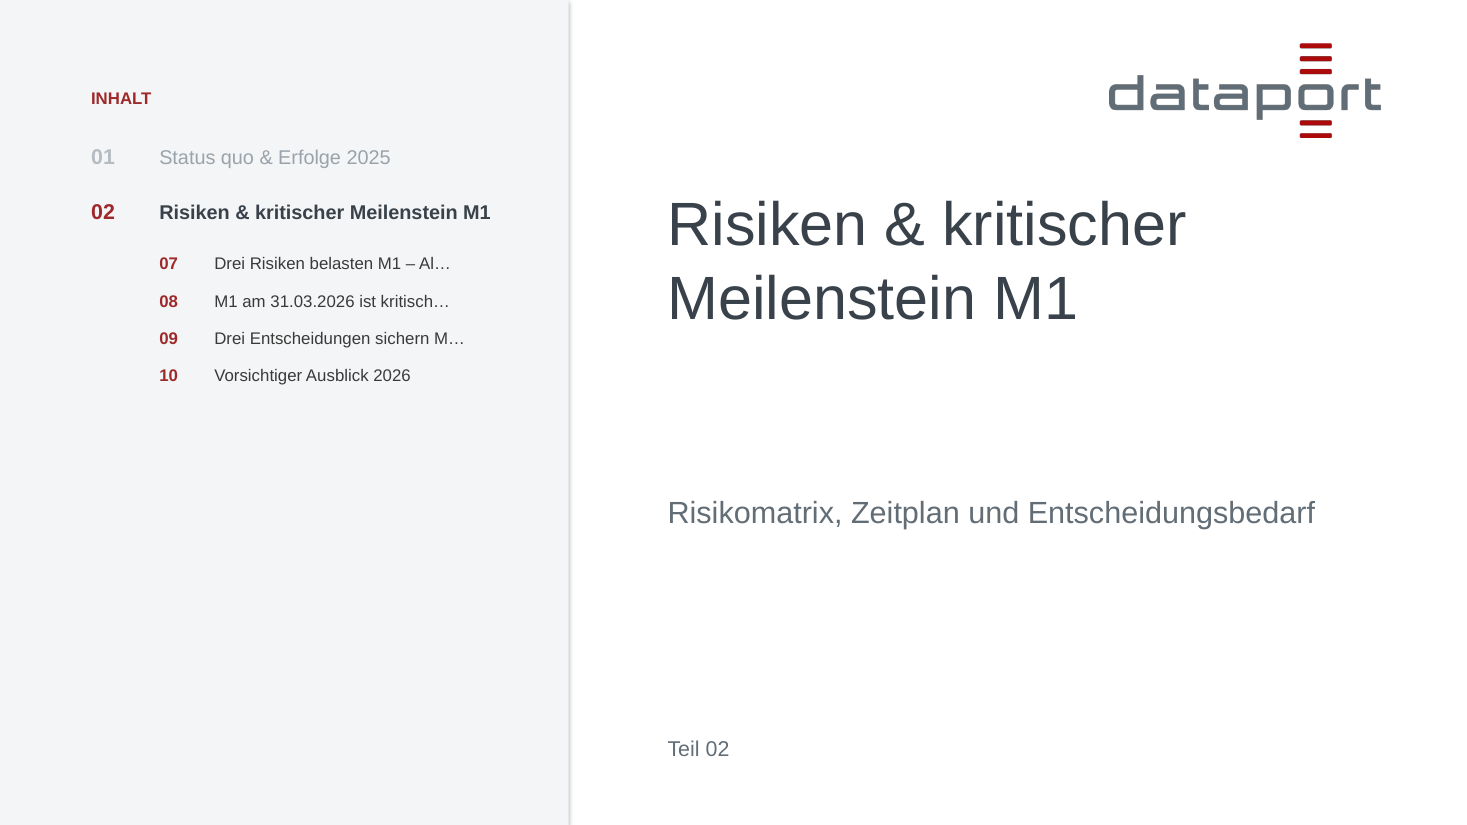 INHALT
01 Status quo & Erfolge 2025
02 Risiken & kritischer Meilenstein M1
07 Drei Risiken belasten M1 – Al…
08 M1 am 31.03.2026 ist kritisch…
09 Drei Entscheidungen sichern M…
10 Vorsichtiger Ausblick 2026
dataport
Risiken & kritischer
Meilenstein M1
Risikomatrix, Zeitplan und Entscheidungsbedarf
Teil 02